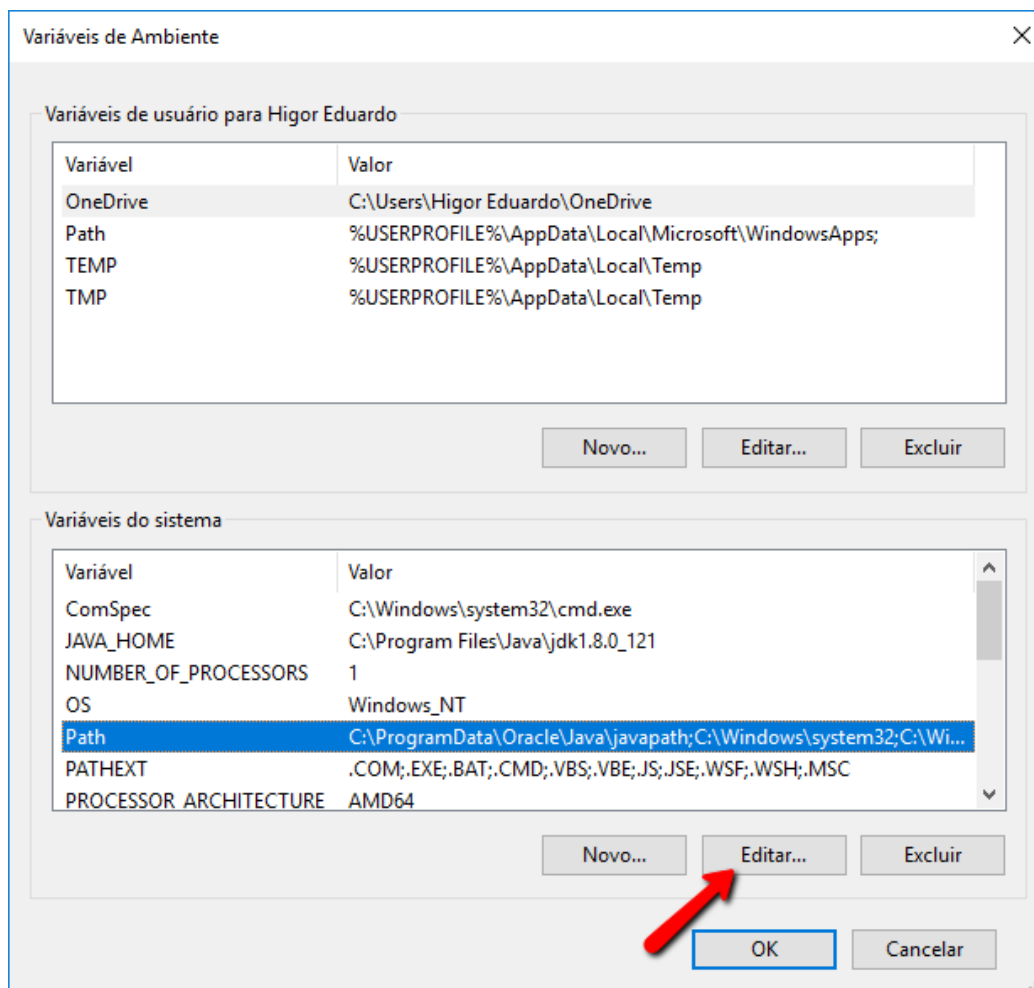 Variáveis de Ambiente
Variáveis de usuário para Higor Eduardo
Variável Valor
OneDrive C:\Users\Higor Eduardo\OneDrive
Path %USERPROFILE%\AppData\Local\Microsoft\WindowsApps;
TEMP %USERPROFILE%\AppData\Local\Temp
TMP %USERPROFILE%\AppData\Local\Temp
Novo... Editar... Excluir
Variáveis do sistema
Variável Valor
ComSpec C:\Windows\system32\cmd.exe
JAVA_HOME C:\Program Files\Java\jdk1.8.0_121
NUMBER_OF_PROCESSORS 1
OS Windows_NT
Path C:\ProgramData\Oracle\Java\javapath;C:\Windows\system32;C:\Wi...
PATHEXT .COM;.EXE;.BAT;.CMD;.VBS;.VBE;.JS;.JSE;.WSF;.WSH;.MSC
PROCESSOR_ARCHITECTURE AMD64
Novo... Editar... Excluir
OK Cancelar